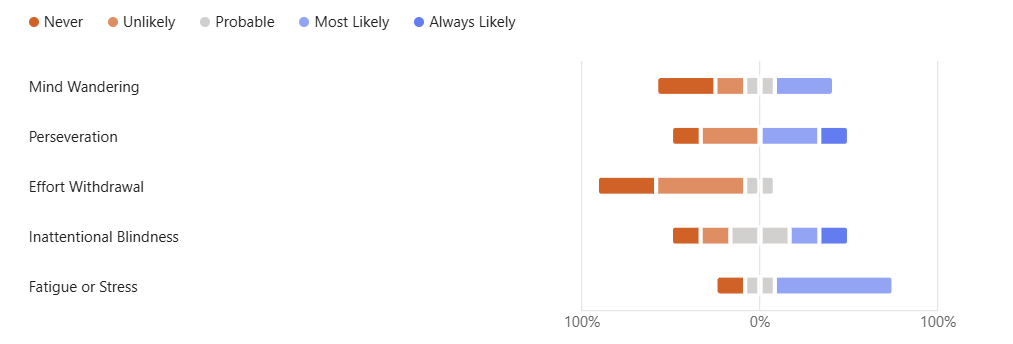 Never Unlikely Probable Most Likely Always Likely
Mind Wandering
Perseveration
Effort Withdrawal
Inattentional Blindness
Fatigue or Stress
100% 0% 100%